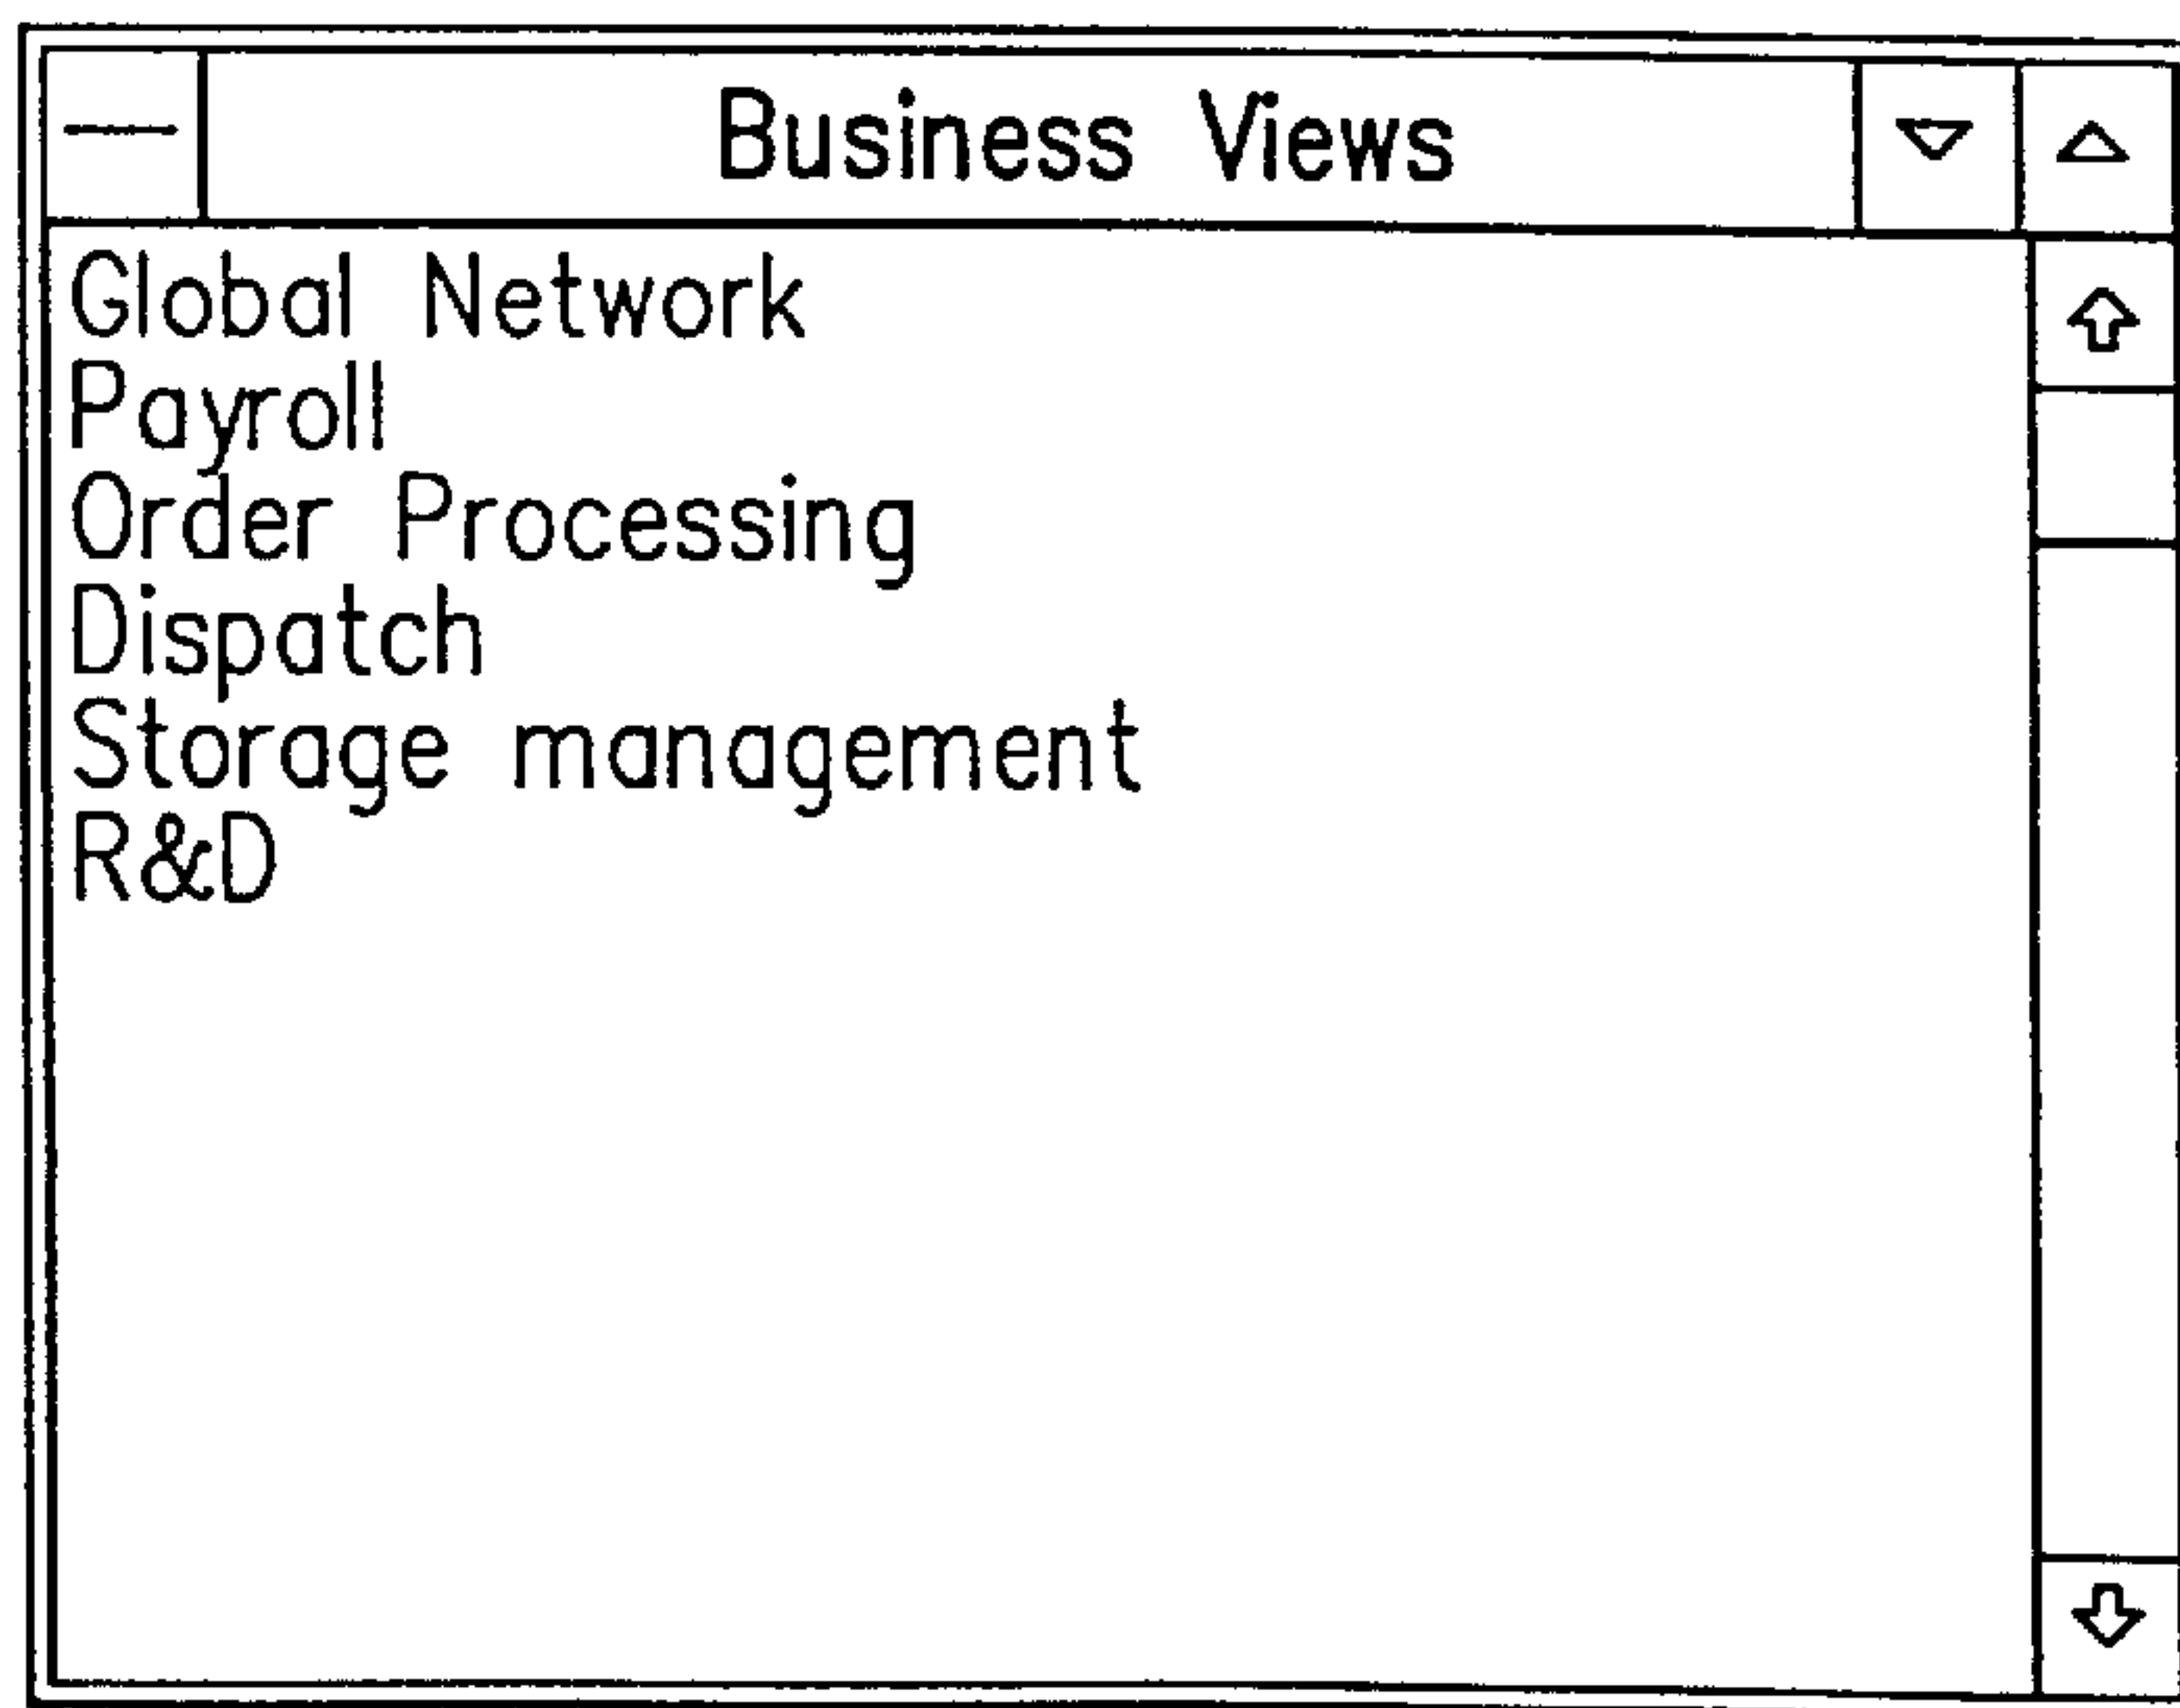 Business Views
Global Network
Payroll
Order Processing
Dispatch
Storage management
R&D